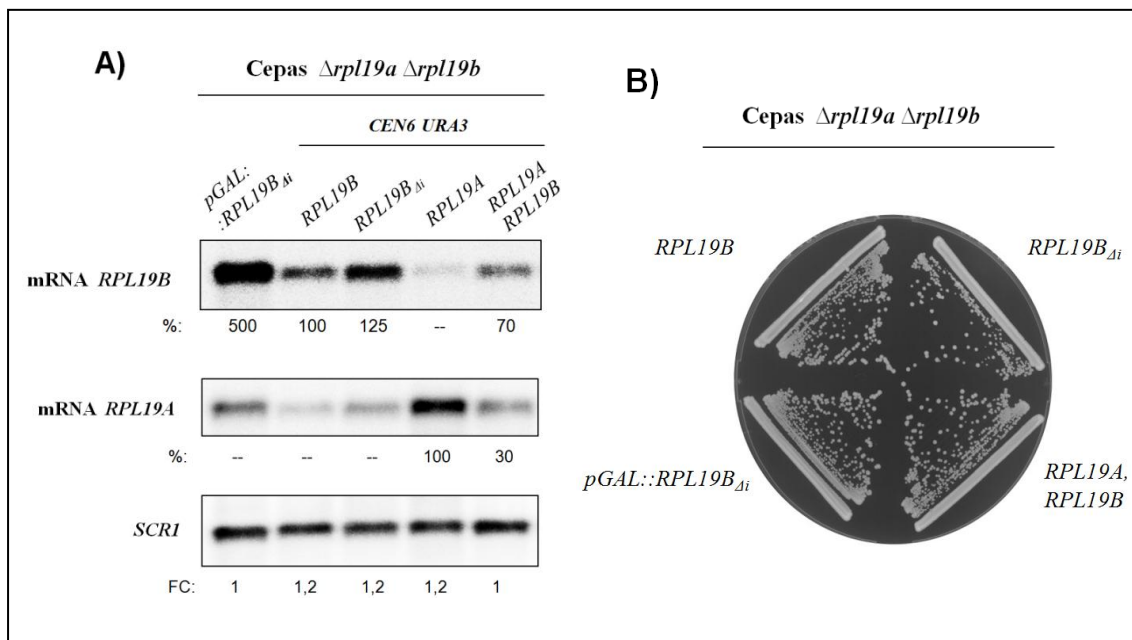 A)
Cepas Δrpl19a Δrpl19b
CEN6 URA3
pGAL:
:RPL19BΔi
RPL19B
RPL19BΔi
RPL19A
RPL19A
RPL19B
mRNA RPL19B
%: 500 100 125 -- 70
mRNA RPL19A
%: -- -- -- 100 30
SCR1
FC: 1 1,2 1,2 1,2 1
B)
Cepas Δrpl19a Δrpl19b
RPL19B
RPL19BΔi
pGAL::RPL19BΔi
RPL19A,
RPL19B